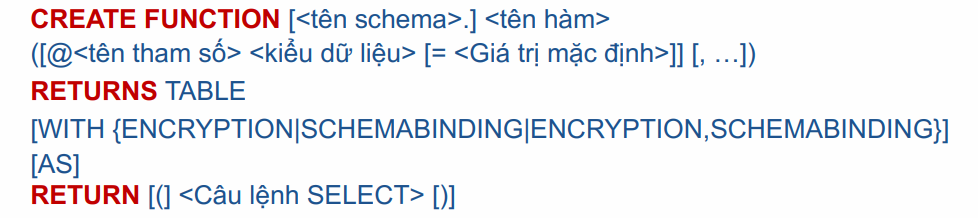 CREATE FUNCTION [<tên schema>.] <tên hàm>
([@<tên tham số> <kiểu dữ liệu> [= <Giá trị mặc định>]] [, …])
RETURNS TABLE
[WITH {ENCRYPTION|SCHEMABINDING|ENCRYPTION,SCHEMABINDING}]
[AS]
RETURN [(] <Câu lệnh SELECT> [)]